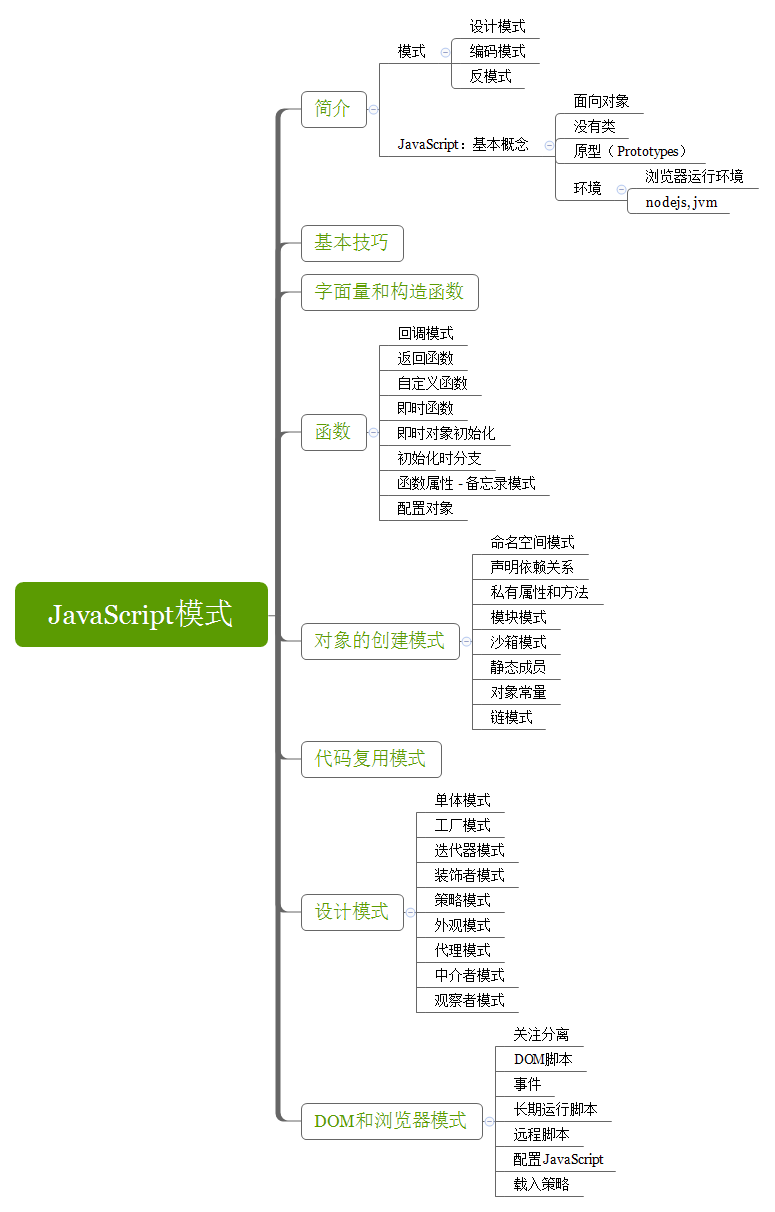 JavaScript模式
简介
模式
设计模式
编码模式
反模式
JavaScript：基本概念
面向对象
没有类
原型（ Prototypes）
环境
浏览器运行环境
nodejs, jvm
基本技巧
字面量和构造函数
函数
回调模式
返回函数
自定义函数
即时函数
即时对象初始化
初始化时分支
函数属性 - 备忘录模式
配置对象
对象的创建模式
命名空间模式
声明依赖关系
私有属性和方法
模块模式
沙箱模式
静态成员
对象常量
链模式
代码复用模式
设计模式
单体模式
工厂模式
迭代器模式
装饰者模式
策略模式
外观模式
代理模式
中介者模式
观察者模式
DOM和浏览器模式
关注分离
DOM脚本
事件
长期运行脚本
远程脚本
配置JavaScript
载入策略